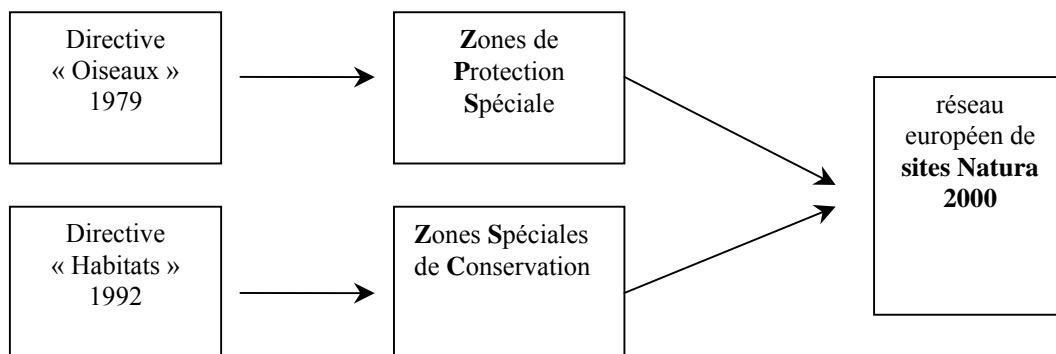 Directive
« Oiseaux »
1979
Zones de
Protection
Spéciale
réseau
européen de
sites Natura
2000
Directive
« Habitats »
1992
Zones Spéciales
de Conservation